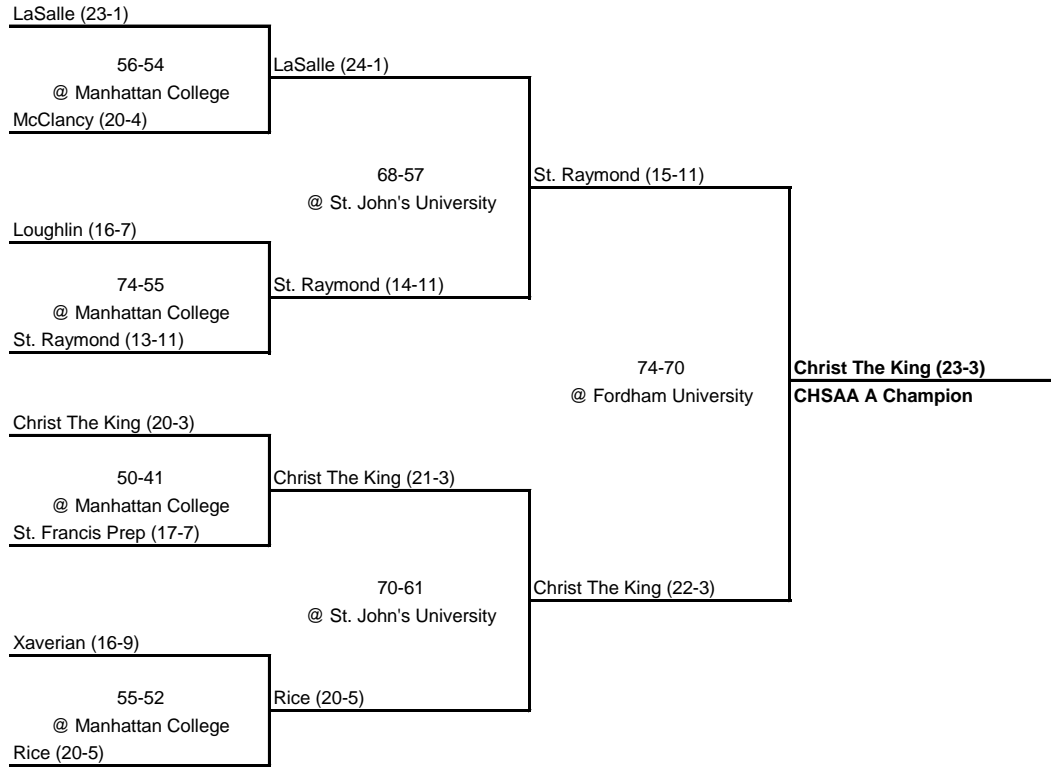 LaSalle (23-1)
56-54
@ Manhattan College
McClancy (20-4)
LaSalle (24-1)
68-57
@ St. John's University
St. Raymond (15-11)
Loughlin (16-7)
74-55
@ Manhattan College
St. Raymond (13-11)
St. Raymond (14-11)
74-70
@ Fordham University
Christ The King (23-3)
CHSAA A Champion
Christ The King (20-3)
50-41
@ Manhattan College
St. Francis Prep (17-7)
Christ The King (21-3)
70-61
@ St. John's University
Christ The King (22-3)
Xaverian (16-9)
55-52
@ Manhattan College
Rice (20-5)
Rice (20-5)